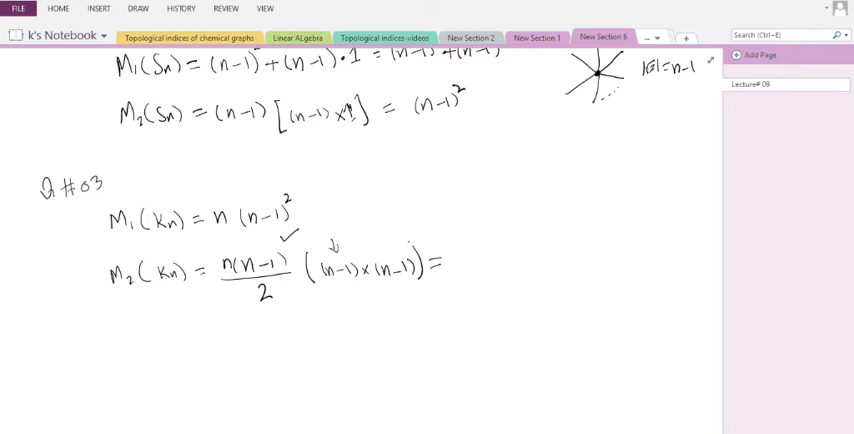 FILE HOME INSERT DRAW HISTORY REVIEW VIEW
k's Notebook Topological indices of chemical graphs Linear ALgebra Topological indices-videos New Section 2 New Section 1 New Section 6 Search (Ctrl+E)
Add Page
Lecture# 09
M₁(Sn) = (n-1)² + (n-1)·1 = (n-1)² + (n-1)
|E| = n-1
M₂(Sn) = (n-1) [(n-1) × 1] = (n-1)²
Q #03
M₁(Kn) = n (n-1)²
M₂(Kn) = n(n-1)/2 ((n-1)×(n-1)) =